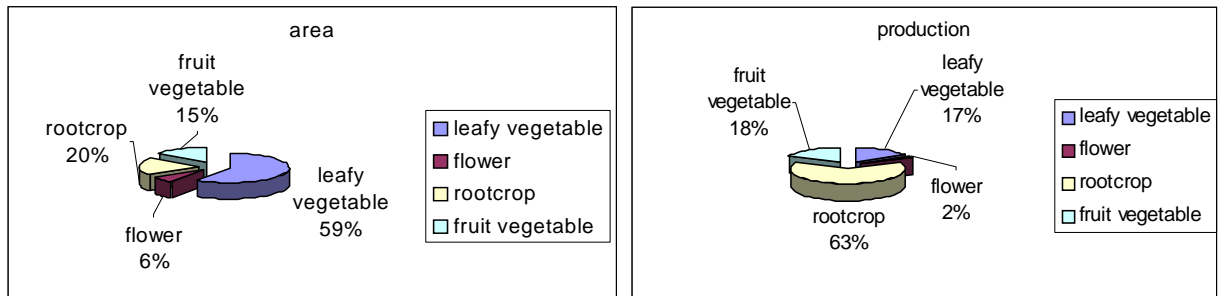 area
fruit
vegetable
15%
rootcrop
20%
flower
6%
leafy
vegetable
59%
leafy vegetable
flower
rootcrop
fruit vegetable
production
fruit
vegetable
18%
leafy
vegetable
17%
flower
2%
rootcrop
63%
leafy vegetable
flower
rootcrop
fruit vegetable